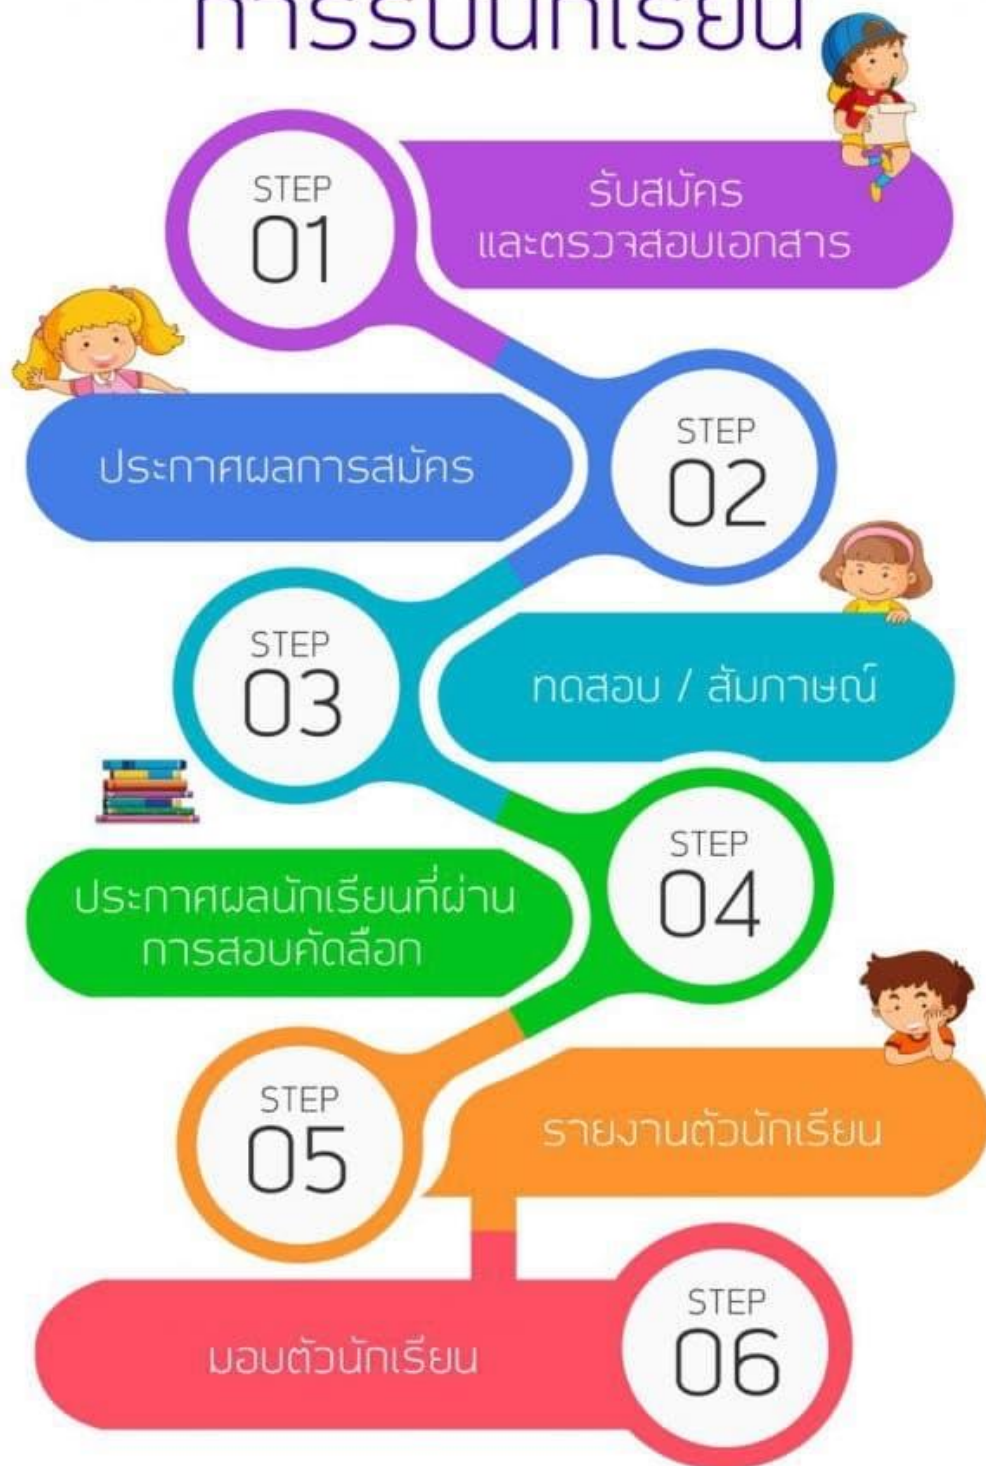 การรับนักเรียน
STEP
01
รับสมัคร
และตรวจสอบเอกสาร
ประกาศผลการสมัคร
STEP
02
STEP
03
ทดสอบ / สัมภาษณ์
STEP
04
ประกาศผลนักเรียนที่ผ่าน
การสอบคัดลือก
STEP
05
รายงานตัวนักเรียน
มอบตัวนักเรียน
STEP
06